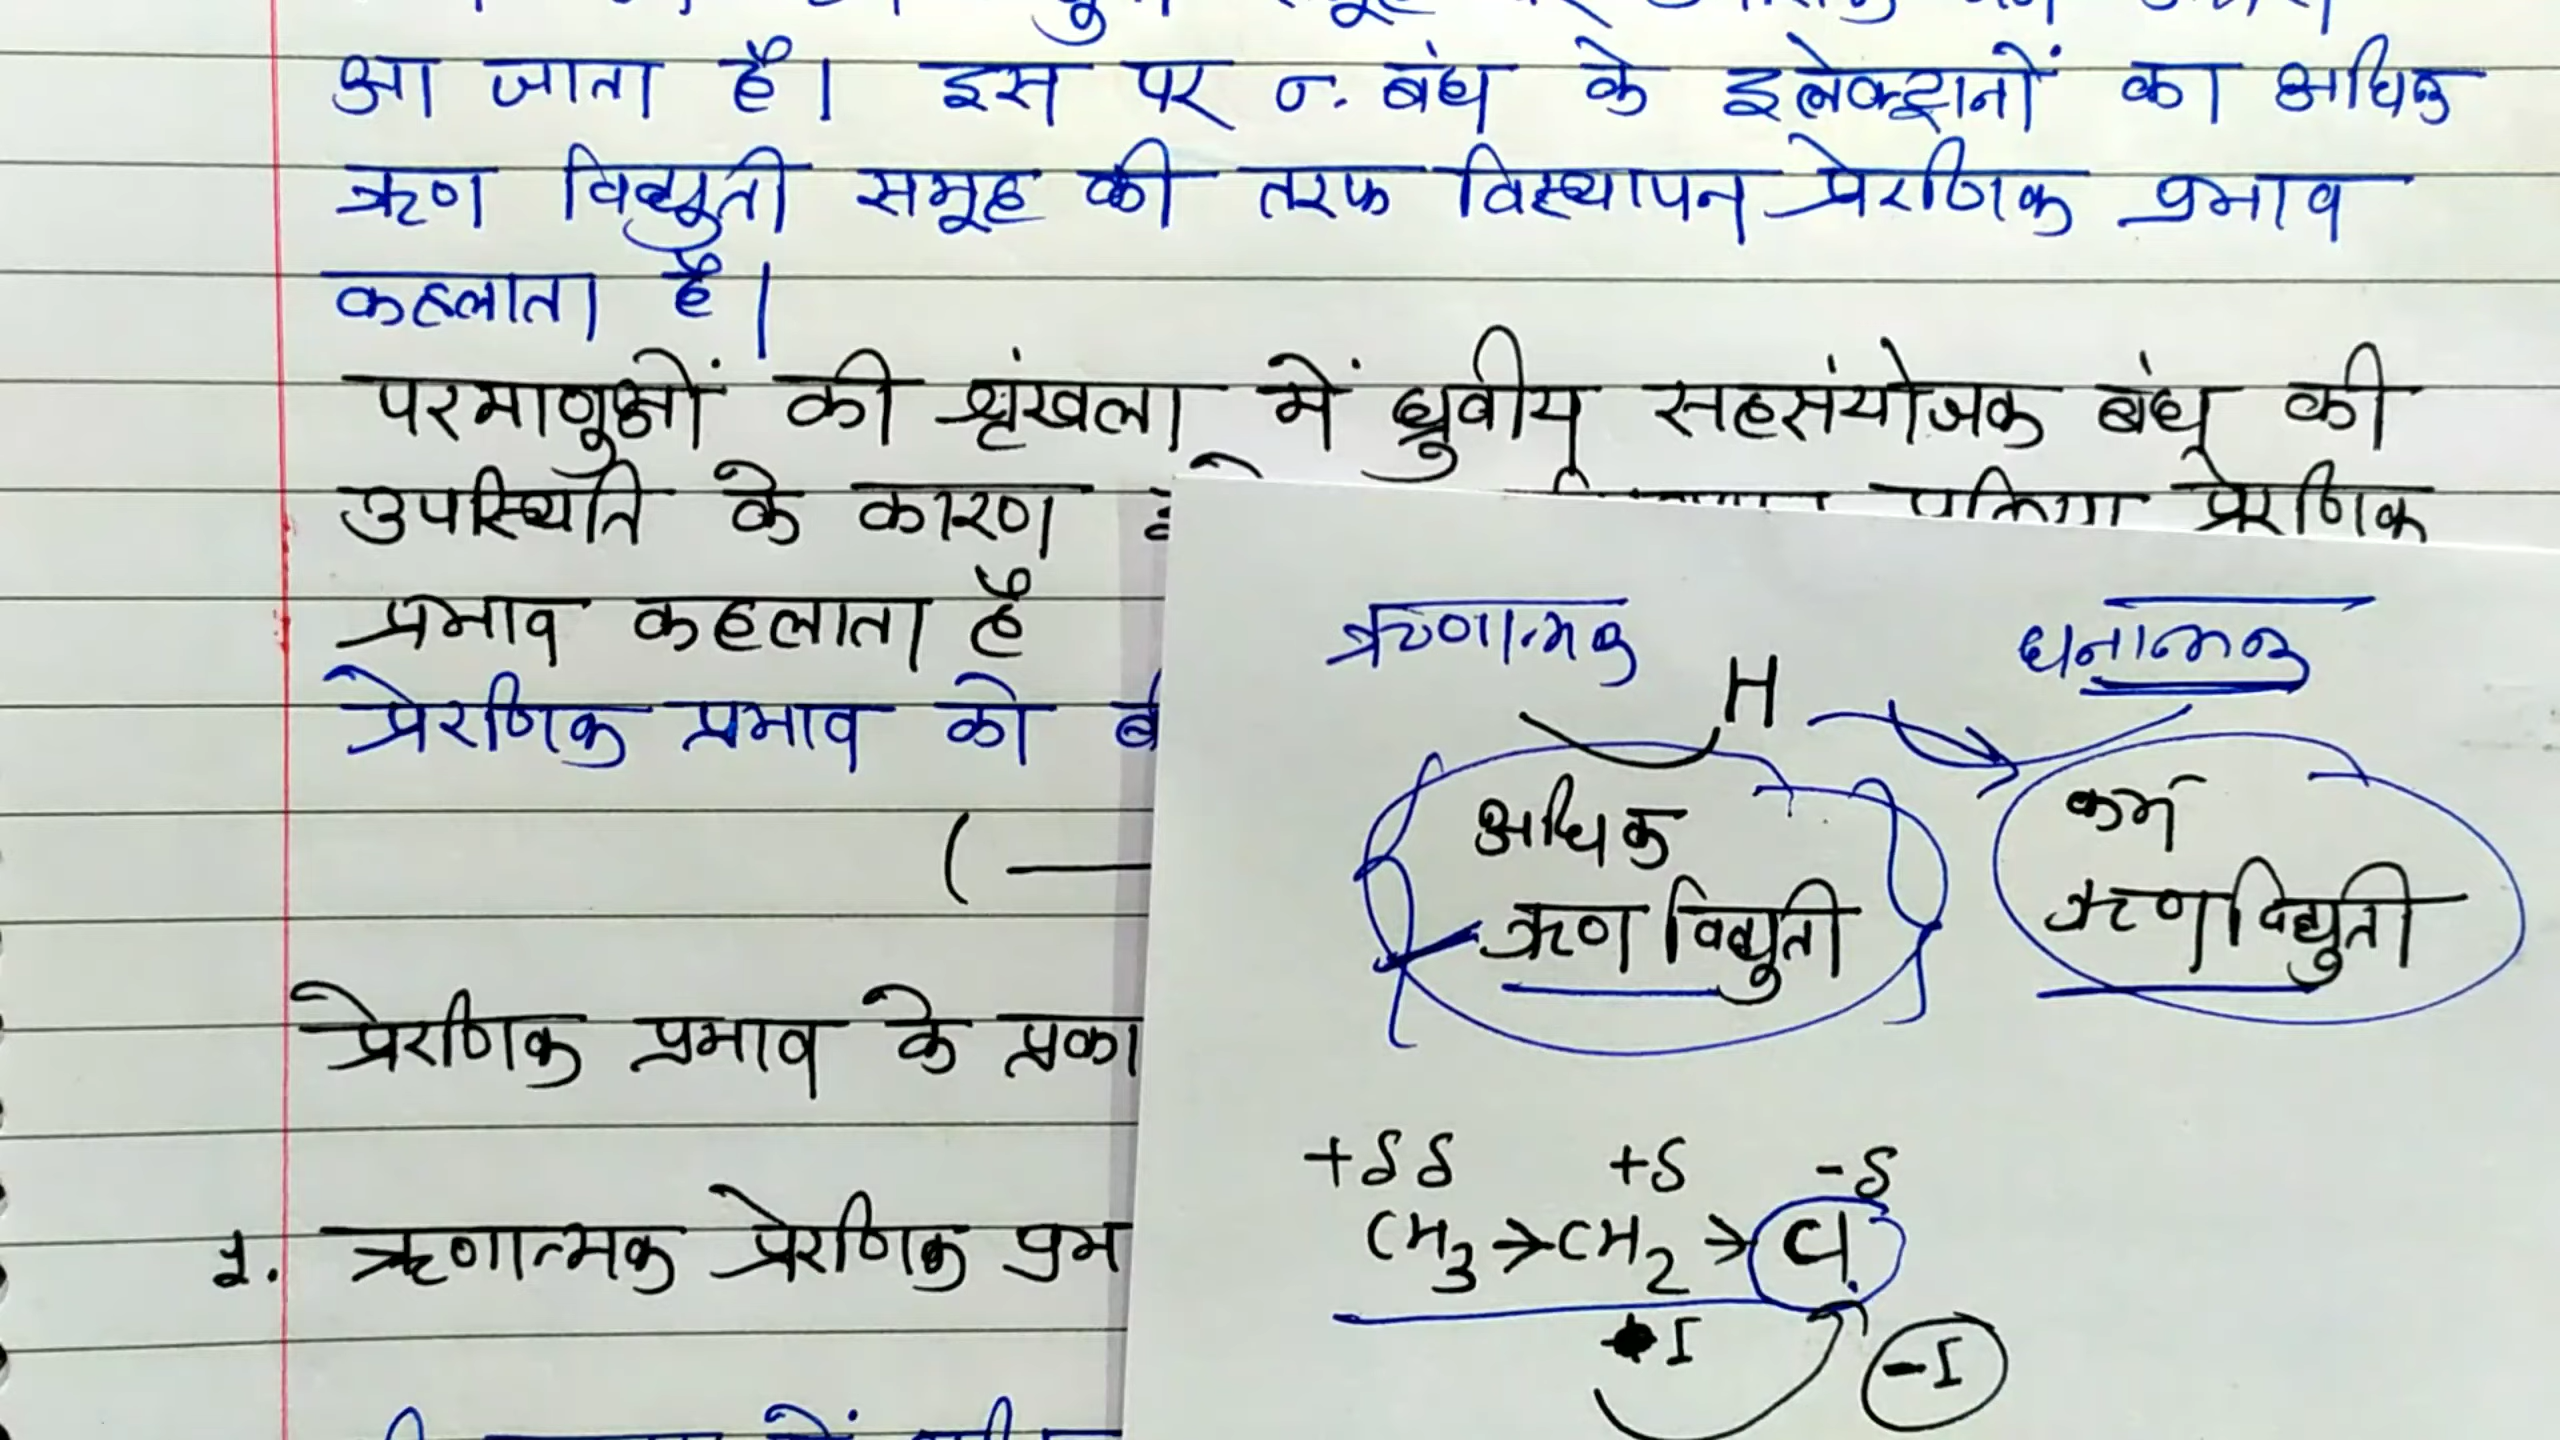 आ जाता है। इस पर σ. बंध के इलेक्ट्रानों का अधिक
ऋण विद्युती समूह की तरफ विस्थापन प्रेरणिक प्रभाव
कहलाता है।
परमाणुओं की श्रृंखला में ध्रुवीय सहसंयोजक बंध की
उपस्थिति के कारण प्रेरणिक
प्रभाव कहलाता है
प्रेरणिक प्रभाव को
( —
प्रेरणिक प्रभाव के प्रका
1. ऋणात्मक प्रेरणिक प्रभ
ऋणात्मक H धनात्मक
अधिक
ऋण विद्युती
कम
ऋण विद्युती
+δδ +δ -δ
CH₃ → CH₂ → Cl
I -I